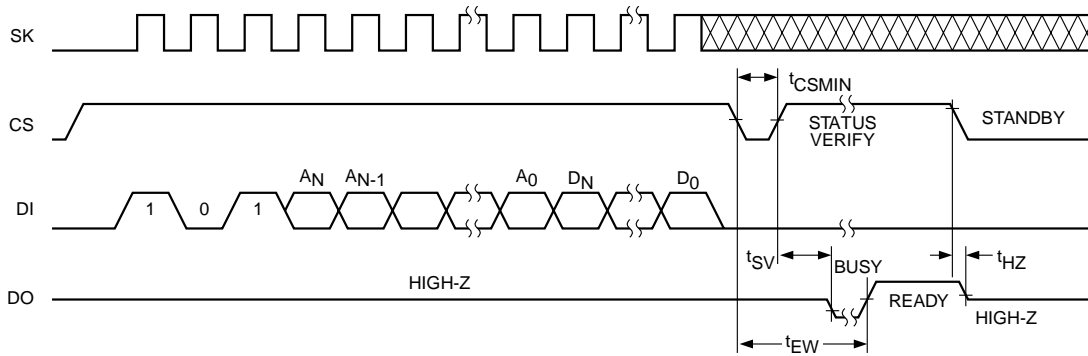 SK
tCSMIN
CS
STATUS
VERIFY
STANDBY
AN AN-1 A0 DN D0
DI
1 0 1
tSV
BUSY
tHZ
HIGH-Z
DO
READY
HIGH-Z
tEW